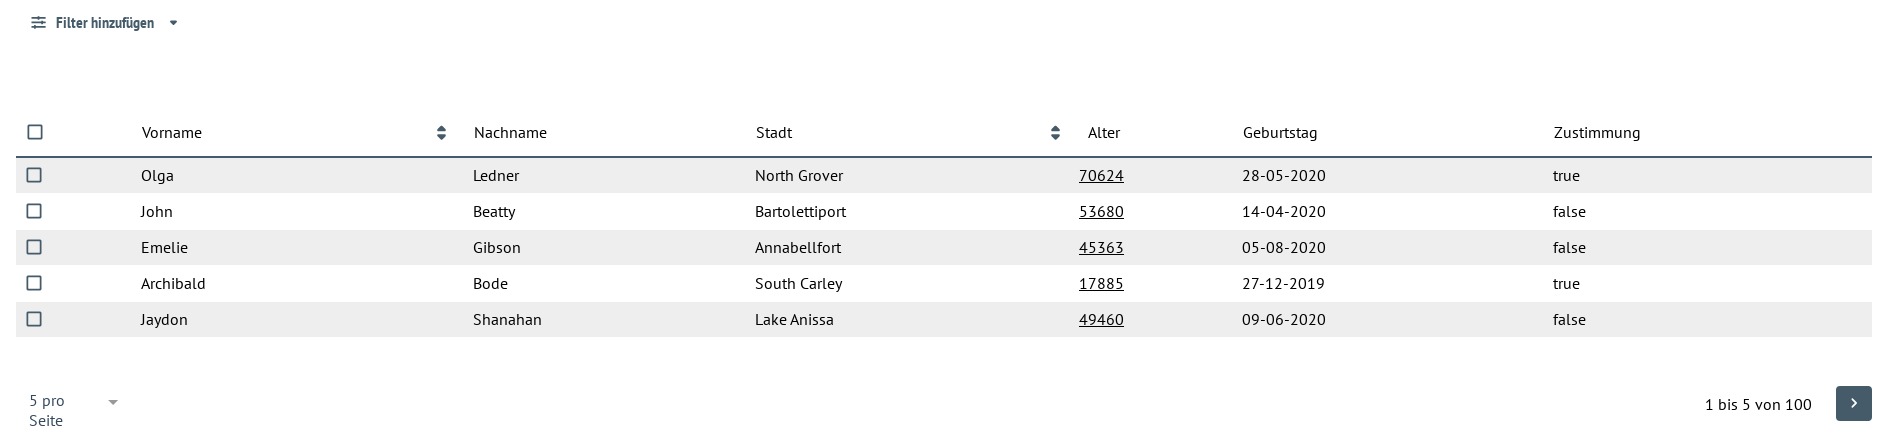 Filter hinzufügen
Vorname Nachname Stadt Alter Geburtstag Zustimmung
Olga Ledner North Grover 70624 28-05-2020 true
John Beatty Bartolettiport 53680 14-04-2020 false
Emelie Gibson Annabellfort 45363 05-08-2020 false
Archibald Bode South Carley 17885 27-12-2019 true
Jaydon Shanahan Lake Anissa 49460 09-06-2020 false
5 pro
Seite
1 bis 5 von 100